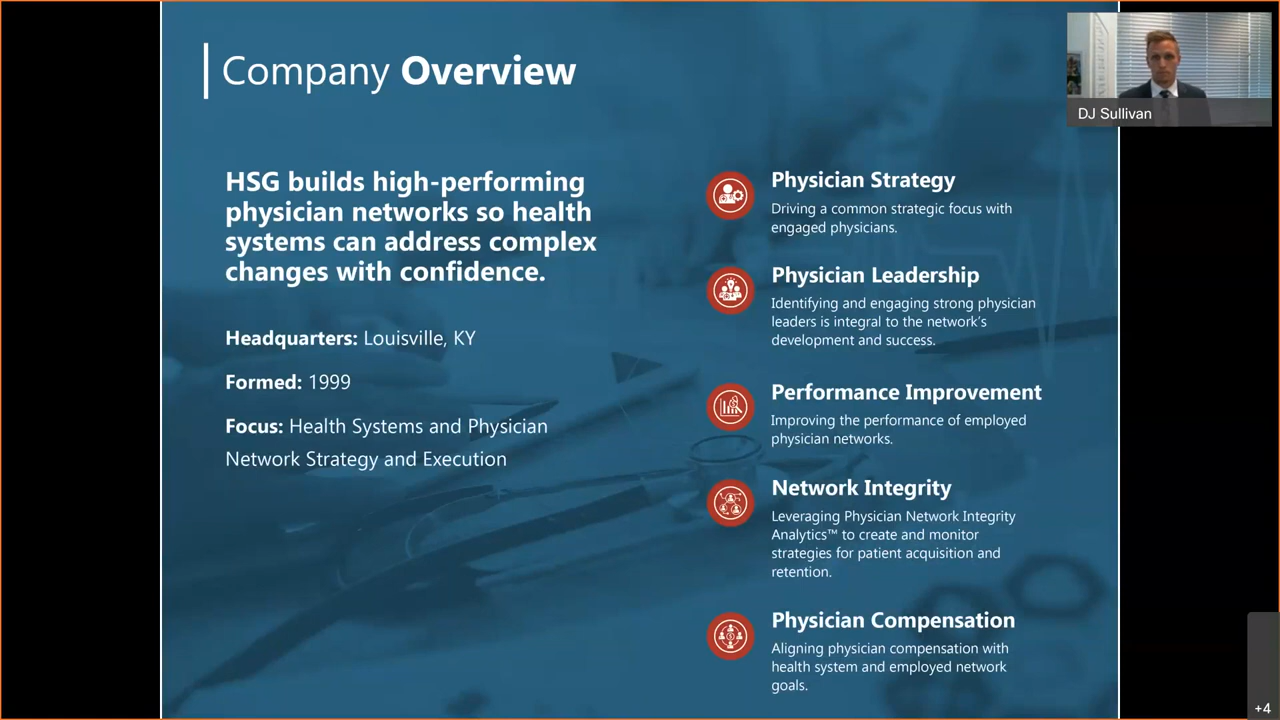 Company Overview
HSG builds high-performing
physician networks so health
systems can address complex
changes with confidence.
Headquarters: Louisville, KY
Formed: 1999
Focus: Health Systems and Physician
Network Strategy and Execution
Physician Strategy
Driving a common strategic focus with
engaged physicians.
Physician Leadership
Identifying and engaging strong physician
leaders is integral to the network's
development and success.
Performance Improvement
Improving the performance of employed
physician networks.
Network Integrity
Leveraging Physician Network Integrity
Analytics™ to create and monitor
strategies for patient acquisition and
retention.
Physician Compensation
Aligning physician compensation with
health system and employed network
goals.
DJ Sullivan
+4